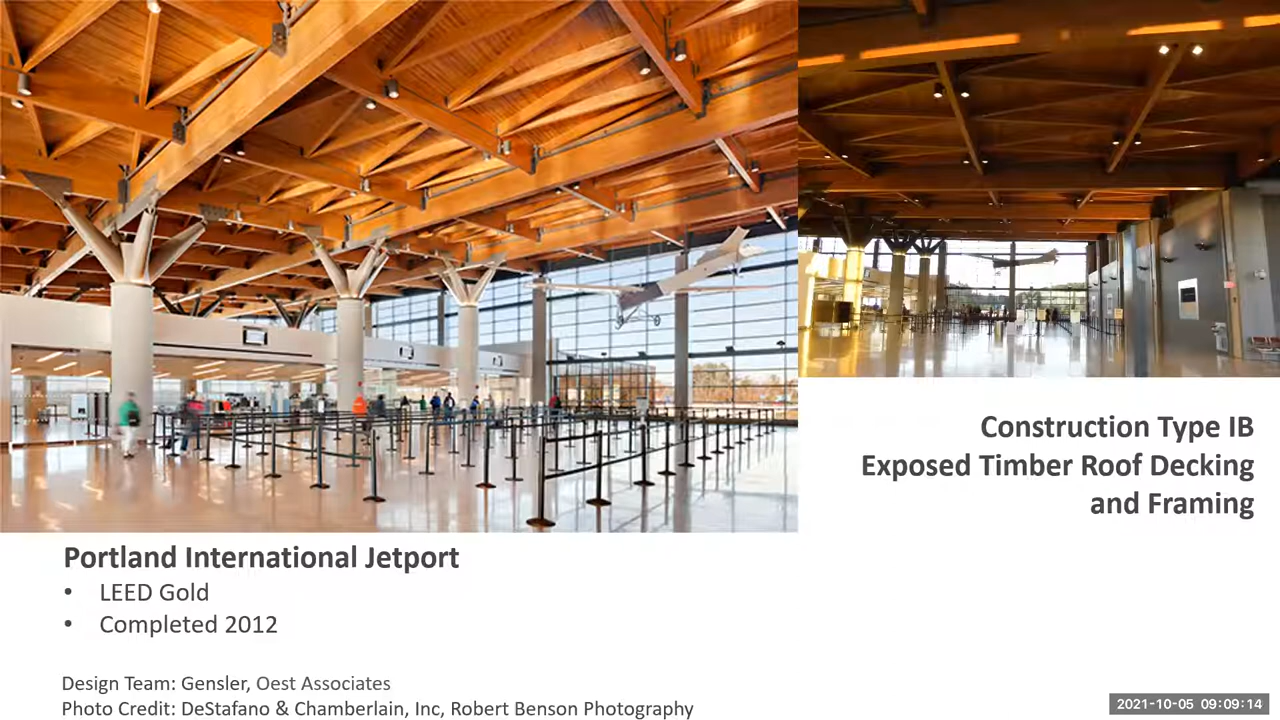 Construction Type IB
Exposed Timber Roof Decking
and Framing
Portland International Jetport
• LEED Gold
• Completed 2012
Design Team: Gensler, Oest Associates
Photo Credit: DeStafano & Chamberlain, Inc, Robert Benson Photography
2021-10-05 09:09:14